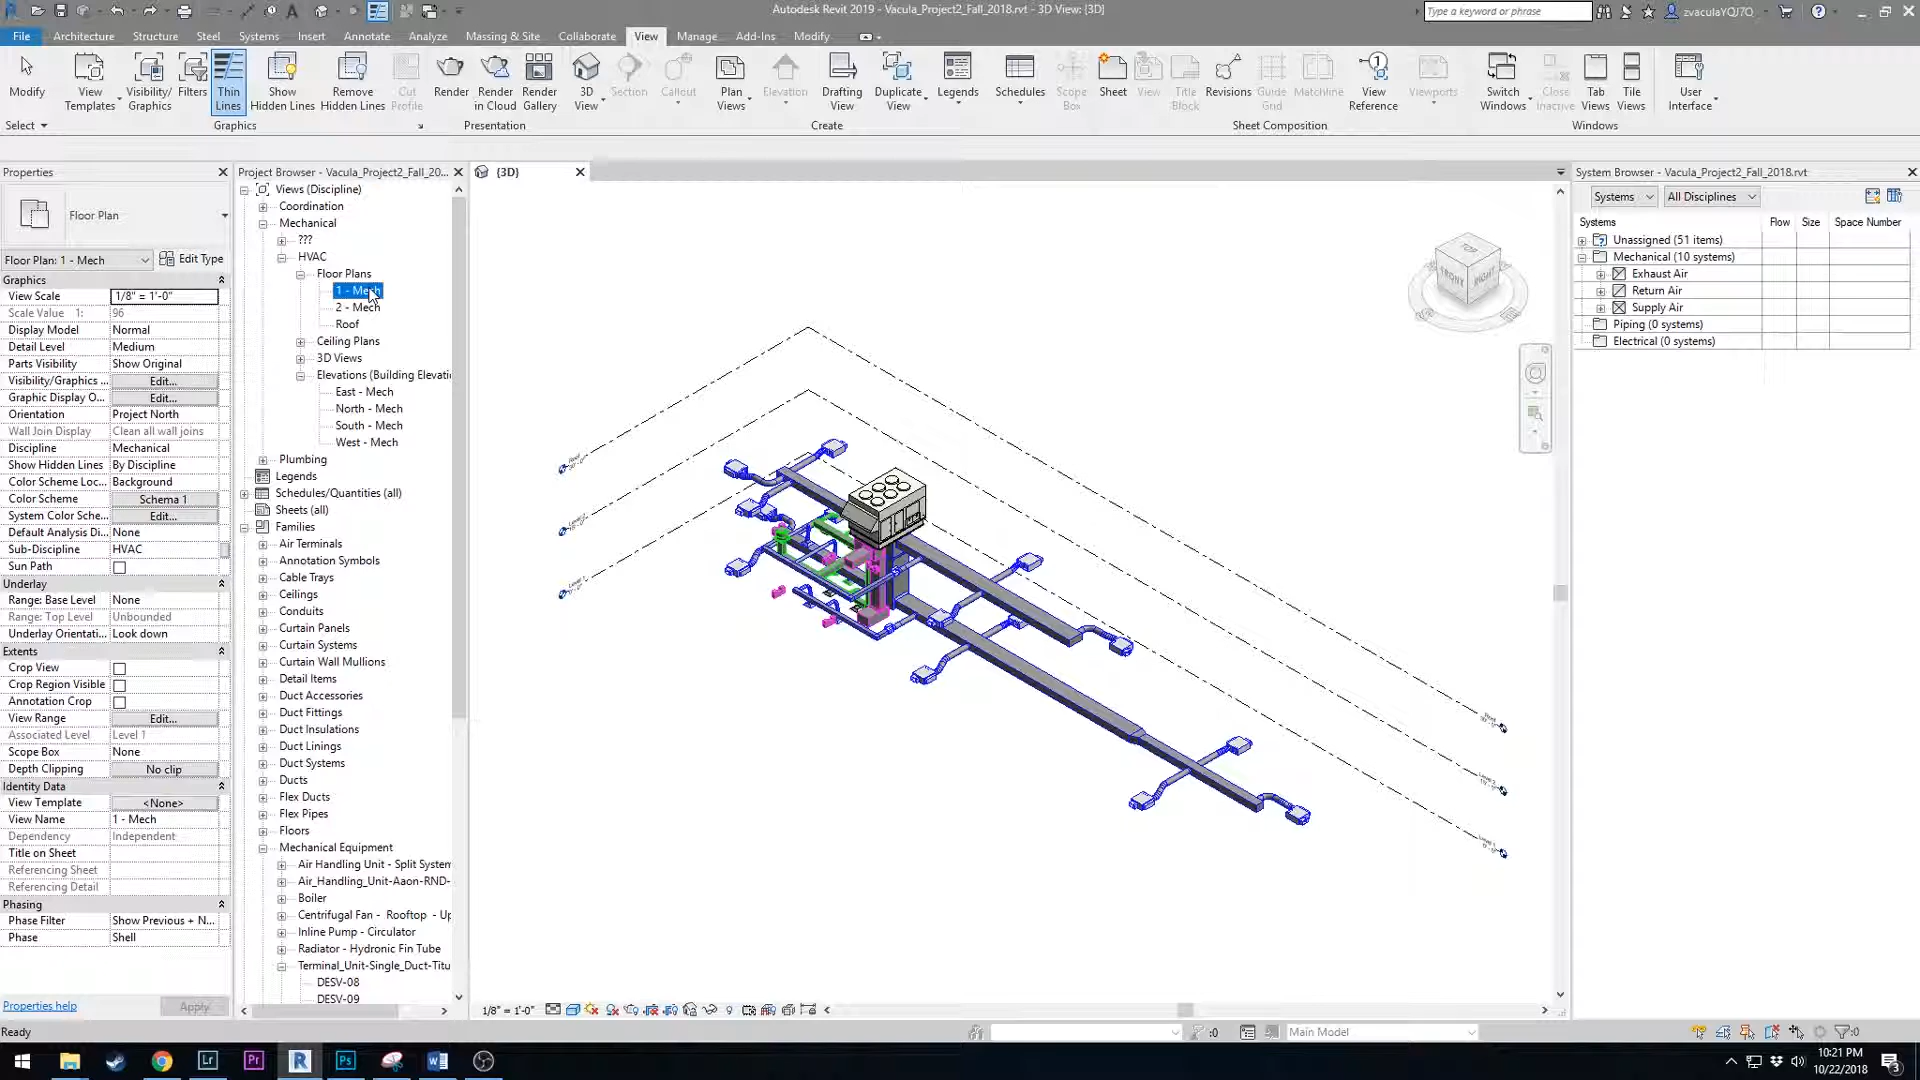 Autodesk Revit 2019 - Vacula_Project2_Fall_2018.rvt - 3D View: {3D}
Type a keyword or phrase
zvaculaYQJ7Q
File Architecture Structure Steel Systems Insert Annotate Analyze Massing & Site Collaborate View Manage Add-Ins Modify
Modify
View Templates
Visibility/ Graphics
Filters
Thin Lines
Show Hidden Lines
Remove Hidden Lines
Cut Profile
Render
Render in Cloud
Render Gallery
3D View
Section
Callout
Plan Views
Elevation
Drafting View
Duplicate View
Legends
Schedules
Scope Box
Sheet
View
Title Block
Revisions
Guide Grid
Matchline
View Reference
Viewports
Switch Windows
Close Inactive
Tab Views
Tile Views
User Interface
Select Graphics Presentation Create Sheet Composition Windows
Properties
Floor Plan
Floor Plan: 1 - Mech Edit Type
Graphics
View Scale 1/8" = 1'-0"
Scale Value 1: 96
Display Model Normal
Detail Level Medium
Parts Visibility Show Original
Visibility/Graphics ... Edit...
Graphic Display O... Edit...
Orientation Project North
Wall Join Display Clean all wall joins
Discipline Mechanical
Show Hidden Lines By Discipline
Color Scheme Loc... Background
Color Scheme Schema 1
System Color Sche... Edit...
Default Analysis Di... None
Sub-Discipline HVAC
Sun Path
Underlay
Range: Base Level None
Range: Top Level Unbounded
Underlay Orientati... Look down
Extents
Crop View
Crop Region Visible
Annotation Crop
View Range Edit...
Associated Level Level 1
Scope Box None
Depth Clipping No clip
Identity Data
View Template <None>
View Name 1 - Mech
Dependency Independent
Title on Sheet
Referencing Sheet
Referencing Detail
Phasing
Phase Filter Show Previous + N...
Phase Shell
Properties help Apply
Project Browser - Vacula_Project2_Fall_20...
Views (Discipline)
Coordination
Mechanical
???
HVAC
Floor Plans
1 - Mech
2 - Mech
Roof
Ceiling Plans
3D Views
Elevations (Building Elevati
East - Mech
North - Mech
South - Mech
West - Mech
Plumbing
Legends
Schedules/Quantities (all)
Sheets (all)
Families
Air Terminals
Annotation Symbols
Cable Trays
Ceilings
Conduits
Curtain Panels
Curtain Systems
Curtain Wall Mullions
Detail Items
Duct Accessories
Duct Fittings
Duct Insulations
Duct Linings
Duct Systems
Ducts
Flex Ducts
Flex Pipes
Floors
Mechanical Equipment
Air Handling Unit - Split System
Air_Handling_Unit-Aaon-RND-
Boiler
Centrifugal Fan - Rooftop - Up
Inline Pump - Circulator
Radiator - Hydronic Fin Tube
Terminal_Unit-Single_Duct-Titu
DESV-08
DESV-09
{3D}
TOP
FRONT
RIGHT
1/8" = 1'-0"
System Browser - Vacula_Project2_Fall_2018.rvt
Systems All Disciplines
Systems Flow Size Space Number
Unassigned (51 items)
Mechanical (10 systems)
Exhaust Air
Return Air
Supply Air
Piping (0 systems)
Electrical (0 systems)
Ready
:0
Main Model
:0
Lr
Pr
R
Ps
10:21 PM
10/22/2018
3